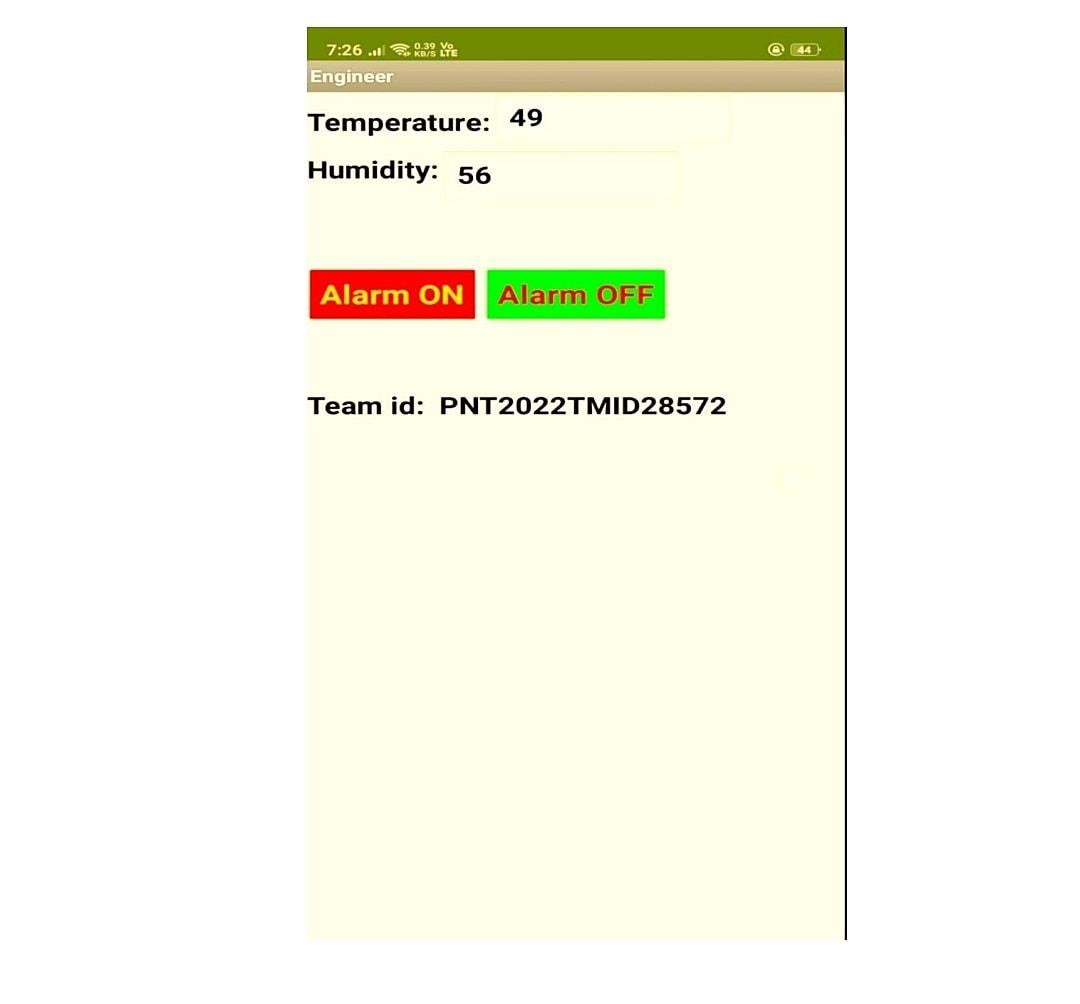 7:26 0.39 KB/S Vo LTE 44
Engineer
Temperature: 49
Humidity: 56
Alarm ON Alarm OFF
Team id: PNT2022TMID28572